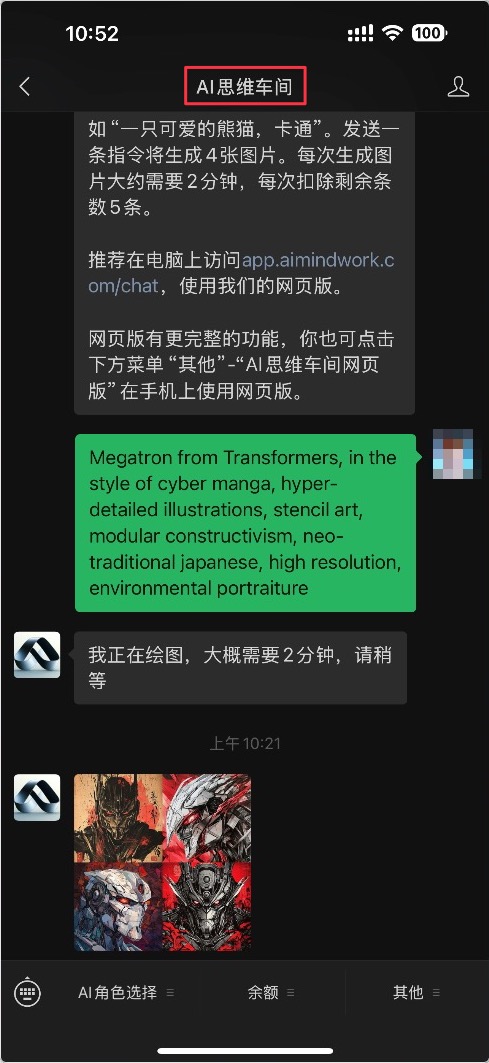 10:52
100
AI思维车间
如“一只可爱的熊猫，卡通”。发送一
条指令将生成4张图片。每次生成图
片大约需要2分钟，每次扣除剩余条
数5条。
推荐在电脑上访问app.aimindwork.c
om/chat，使用我们的网页版。
网页版有更完整的功能，你也可点击
下方菜单“其他”-“AI思维车间网页
版”在手机上使用网页版。
Megatron from Transformers, in the
style of cyber manga, hyper-
detailed illustrations, stencil art,
modular constructivism, neo-
traditional japanese, high resolution,
environmental portraiture
我正在绘图，大概需要2分钟，请稍
等
上午10:21
AI角色选择
余额
其他